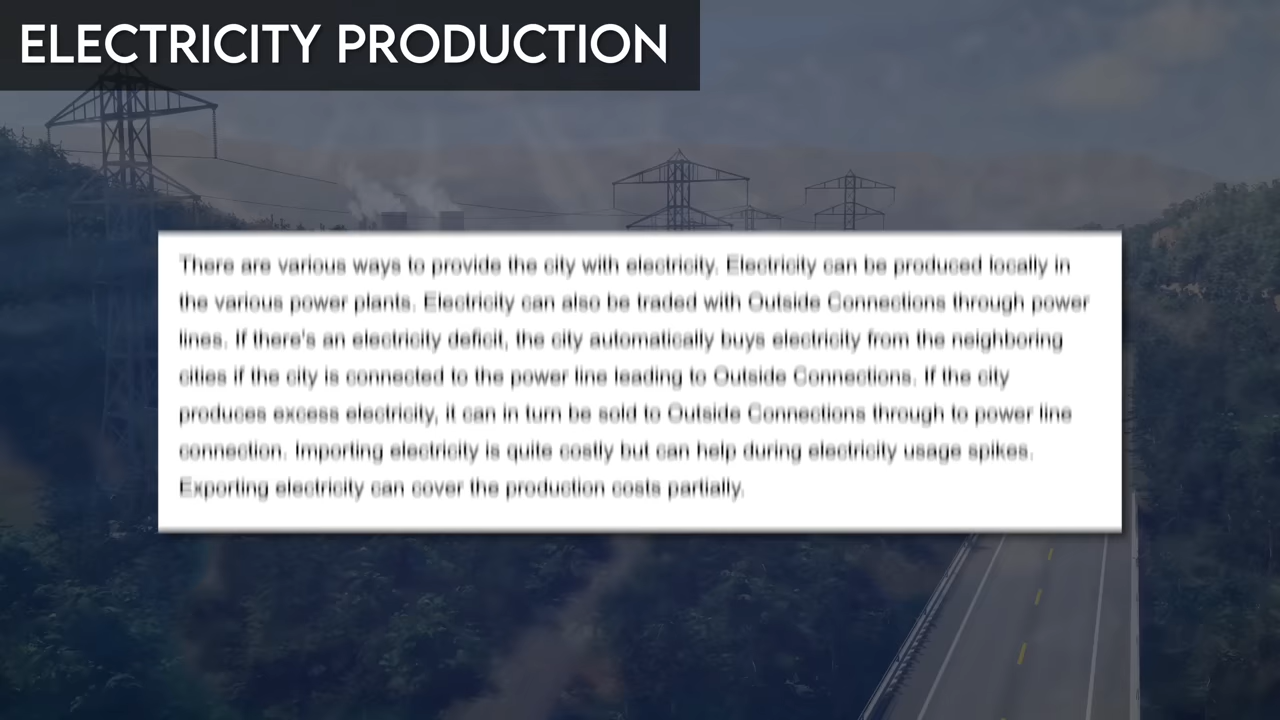 ELECTRICITY PRODUCTION
There are various ways to provide the city with electricity. Electricity can be produced locally in
the various power plants. Electricity can also be traded with Outside Connections through power
lines. If there's an electricity deficit, the city automatically buys electricity from the neighboring
cities if the city is connected to the power line leading to Outside Connections. If the city
produces excess electricity, it can in turn be sold to Outside Connections through to power line
connection. Importing electricity is quite costly but can help during electricity usage spikes.
Exporting electricity can cover the production costs partially.